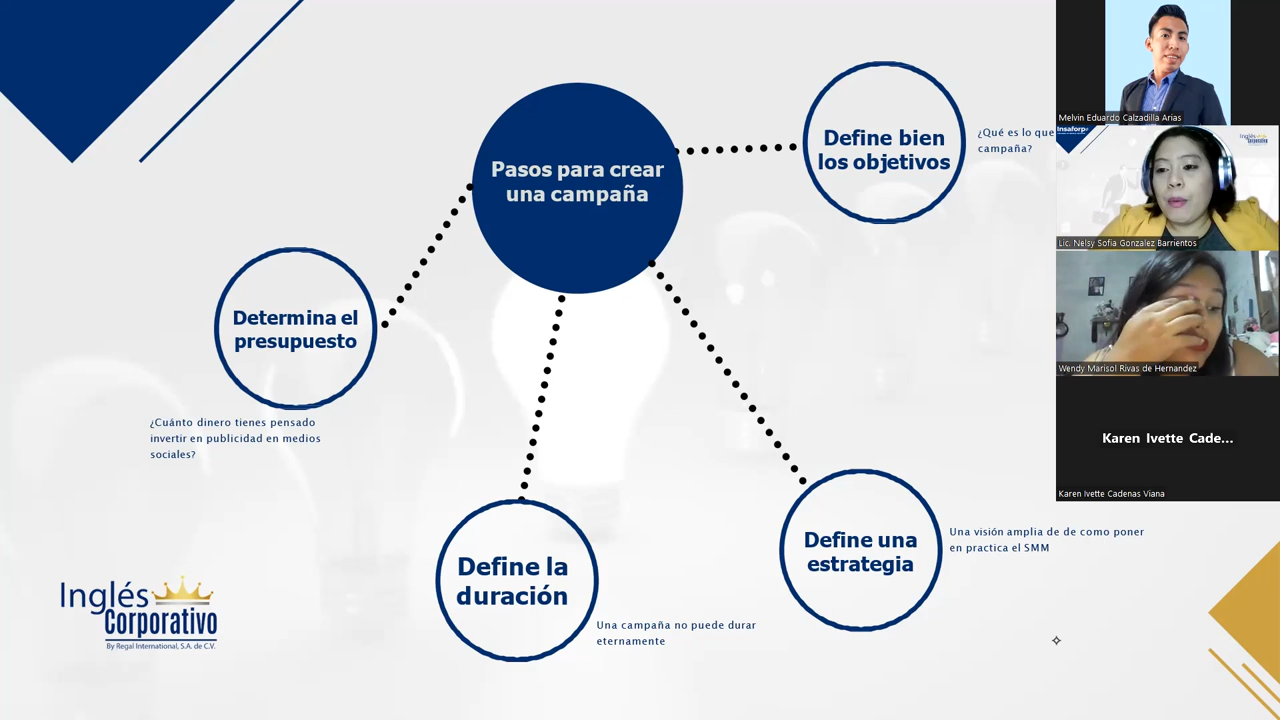 Pasos para crear
una campaña
Define bien
los objetivos
¿Qué es lo que
campaña?
Determina el
presupuesto
¿Cuánto dinero tienes pensado
invertir en publicidad en medios
sociales?
Define la
duración
Una campaña no puede durar
eternamente
Define una
estrategia
Una visión amplia de de como poner
en practica el SMM
Inglés
Corporativo
By Regal International, S.A. de C.V.
Melvin Eduardo Calzadilla Arias
Insaforp
Inglés
Corporativo
Lic. Nelsy Sofía Gonzalez Barrientos
Wendy Marisol Rivas de Hernandez
Karen Ivette Cade...
Karen Ivette Cadenas Viana